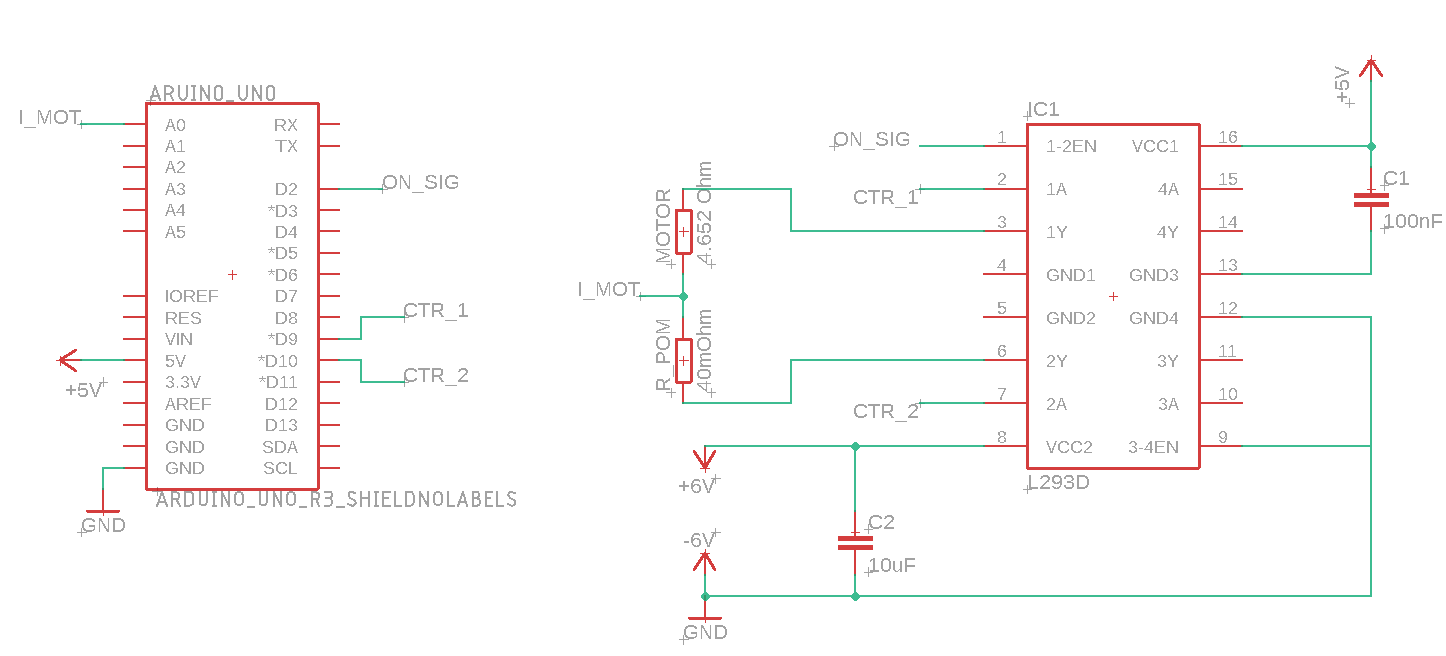 ARUINO_UNO
I_MOT
A0 RX
A1 TX
A2
A3 D2 ON_SIG
A4 *D3
A5 D4
*D5
*D6
IOREF D7
RES D8 CTR_1
VIN *D9
5V *D10
+5V
3.3V *D11 CTR_2
AREF D12
GND D13
GND SDA
GND SCL
ARDUINO_UNO_R3_SHIELDNOLABELS
GND
I_MOT
MOTOR
4.652 Ohm
R_POM
40mOhm
+6V
-6V
GND
C2
10uF
IC1
ON_SIG 1 1-2EN VCC1 16
CTR_1 2 1A 4A 15
3 1Y 4Y 14
4 GND1 GND3 13
5 GND2 GND4 12
6 2Y 3Y 11
CTR_2 7 2A 3A 10
8 VCC2 3-4EN 9
L293D
+5V
C1
100nF